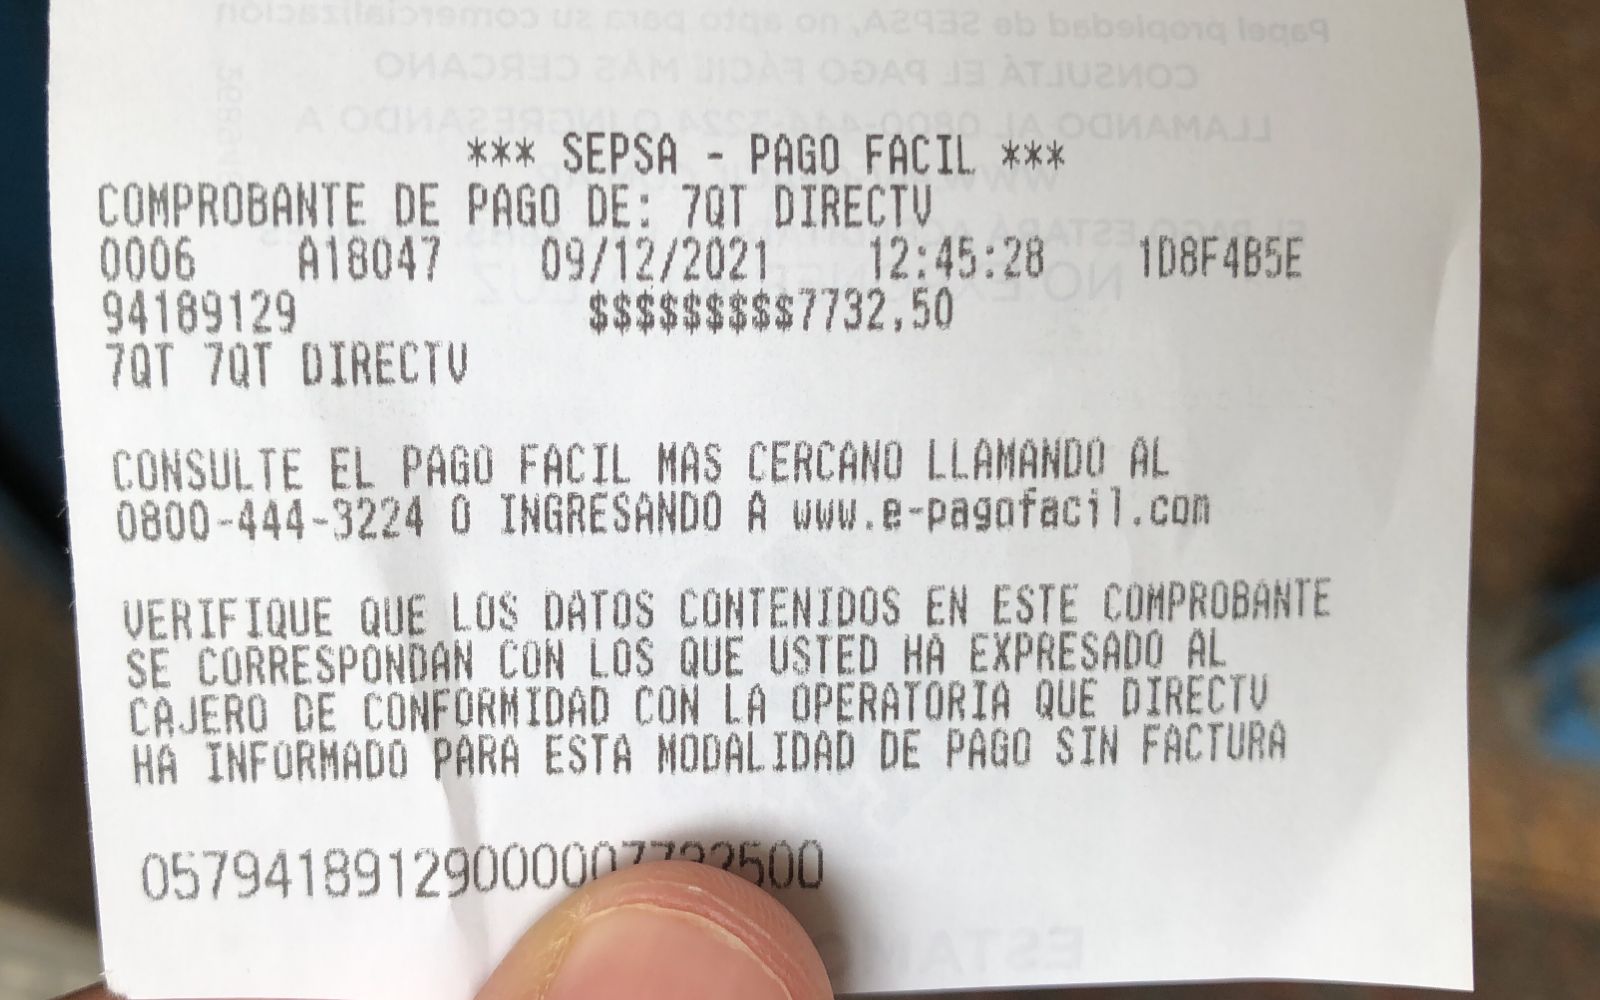 *** SEPSA - PAGO FACIL ***
COMPROBANTE DE PAGO DE: 7QT DIRECTV
0006 A18047 09/12/2021 12:45:28 1D8F4B5E
94189129 $$$$$$$$$7732,50
7QT 7QT DIRECTV
CONSULTE EL PAGO FACIL MAS CERCANO LLAMANDO AL
0800-444-3224 O INGRESANDO A www.e-pagofacil.com
VERIFIQUE QUE LOS DATOS CONTENIDOS EN ESTE COMPROBANTE
SE CORRESPONDAN CON LOS QUE USTED HA EXPRESADO AL
CAJERO DE CONFORMIDAD CON LA OPERATORIA QUE DIRECTV
HA INFORMADO PARA ESTA MODALIDAD DE PAGO SIN FACTURA